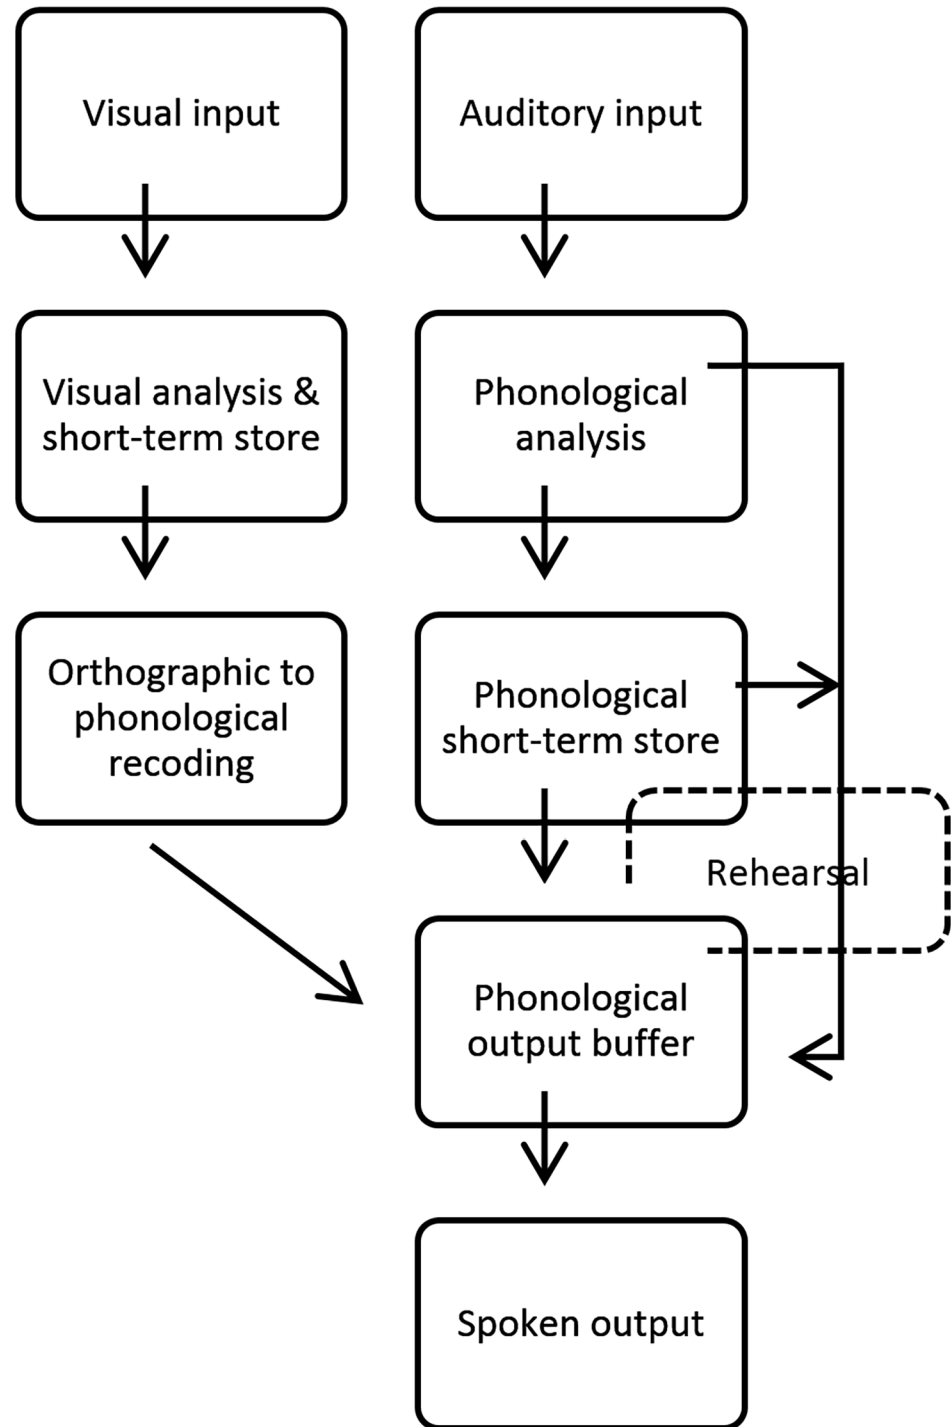 Visual input
Auditory input
Visual analysis &
short-term store
Phonological
analysis
Orthographic to
phonological
recoding
Phonological
short-term store
Rehearsal
Phonological
output buffer
Spoken output